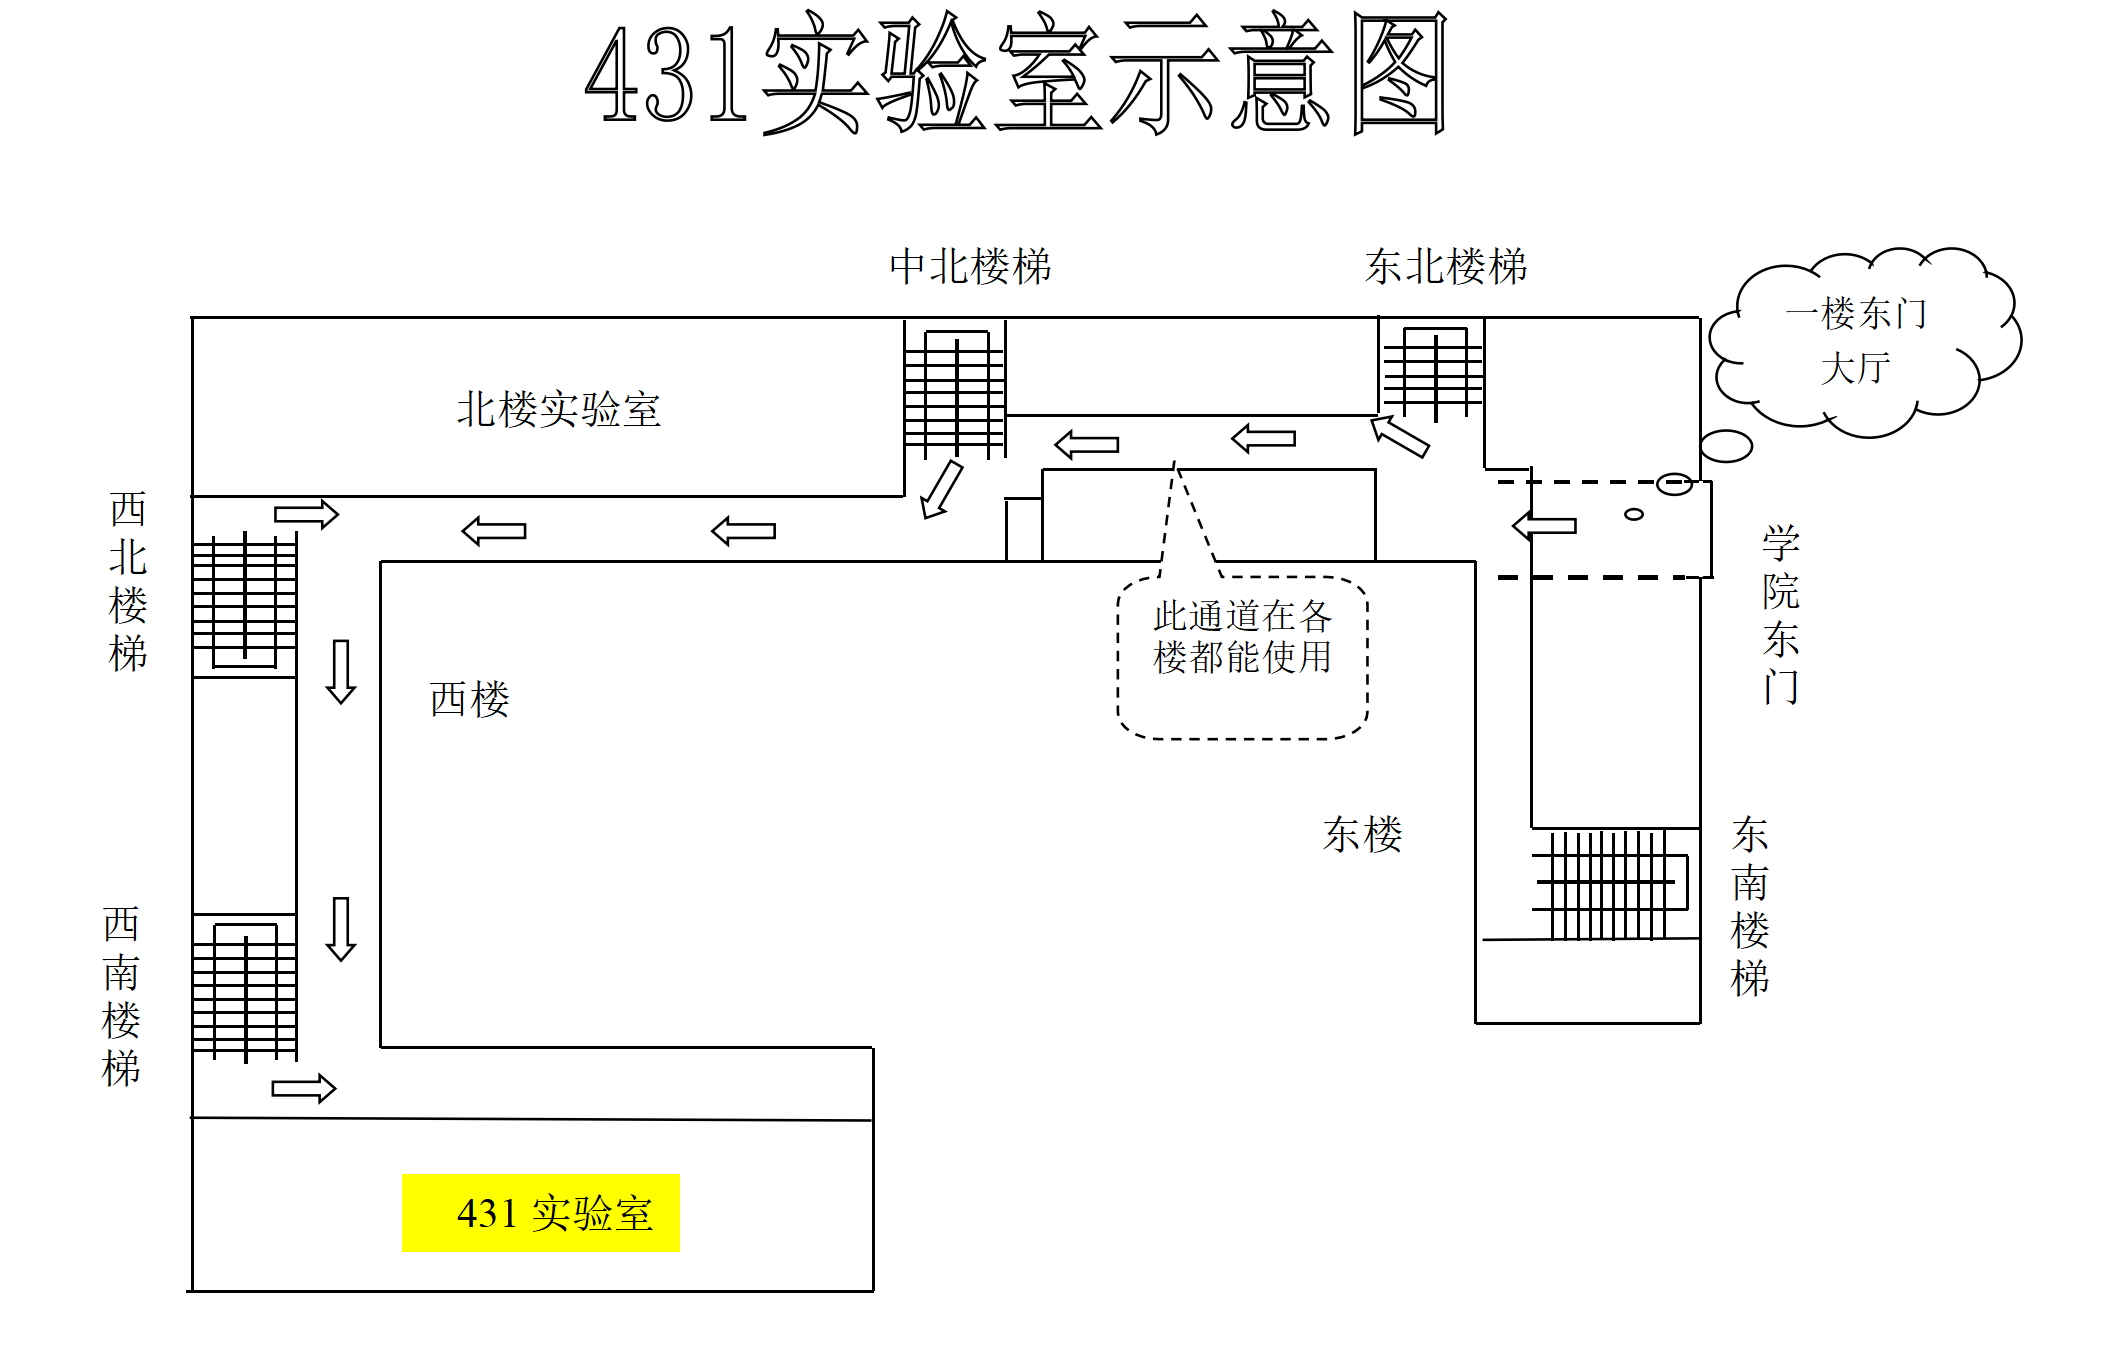 431实验室示意图
中北楼梯
东北楼梯
一楼东门
大厅
北楼实验室
西北楼梯
学院东门
此通道在各
楼都能使用
西楼
东楼
东南楼梯
西南楼梯
431 实验室